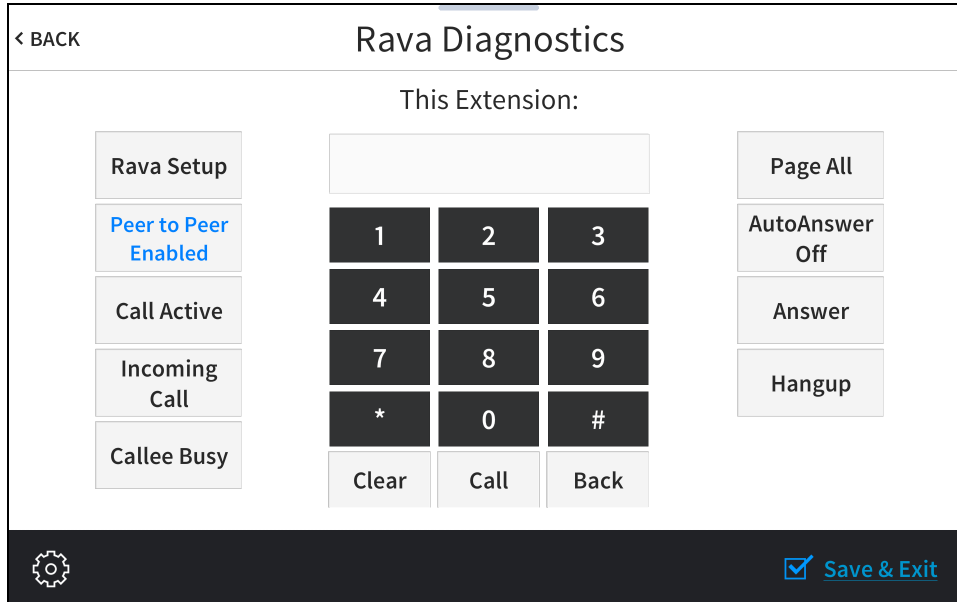 < BACK
Rava Diagnostics
This Extension:
Rava Setup
Peer to Peer
Enabled
Call Active
Incoming
Call
Callee Busy
1 2 3
4 5 6
7 8 9
* 0 #
Clear Call Back
Page All
AutoAnswer
Off
Answer
Hangup
Save & Exit